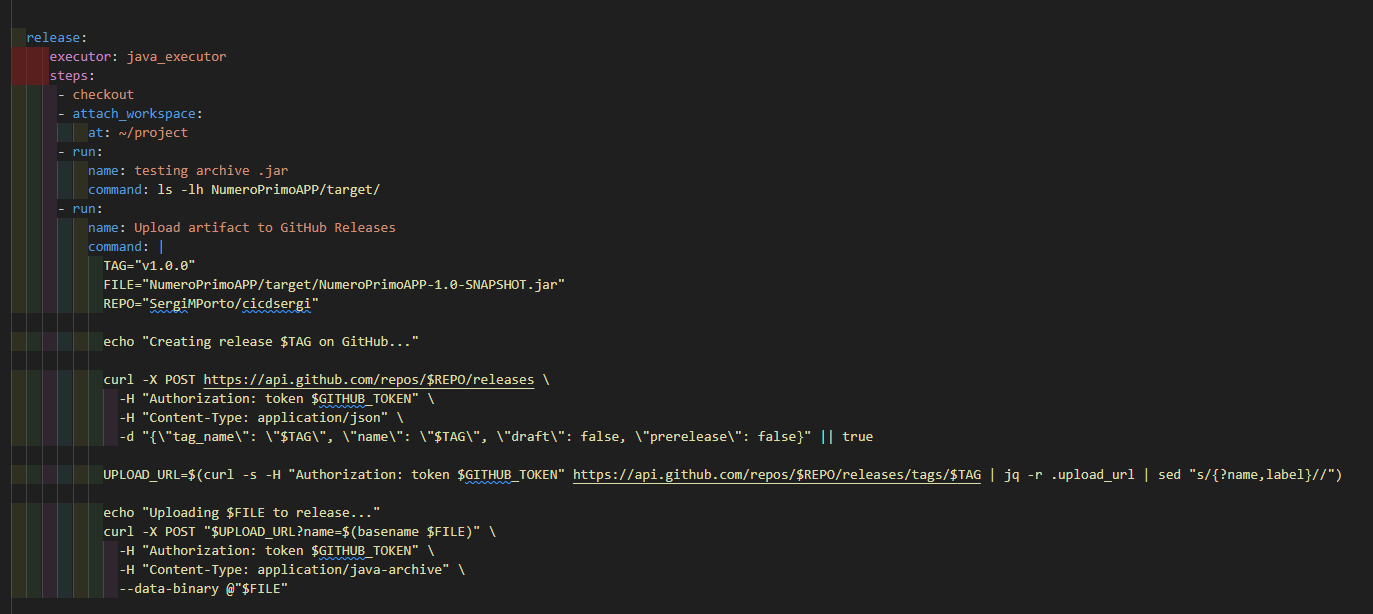 release:
executor: java_executor
steps:
- checkout
- attach_workspace:
at: ~/project
- run:
name: testing archive .jar
command: ls -lh NumeroPrimoAPP/target/
- run:
name: Upload artifact to GitHub Releases
command: |
TAG="v1.0.0"
FILE="NumeroPrimoAPP/target/NumeroPrimoAPP-1.0-SNAPSHOT.jar"
REPO="SergiMPorto/cicdsergi"
echo "Creating release $TAG on GitHub..."
curl -X POST https://api.github.com/repos/$REPO/releases \
-H "Authorization: token $GITHUB_TOKEN" \
-H "Content-Type: application/json" \
-d "{\"tag_name\": \"$TAG\", \"name\": \"$TAG\", \"draft\": false, \"prerelease\": false}" || true
UPLOAD_URL=$(curl -s -H "Authorization: token $GITHUB_TOKEN" https://api.github.com/repos/$REPO/releases/tags/$TAG | jq -r .upload_url | sed "s/{?name,label}//")
echo "Uploading $FILE to release..."
curl -X POST "$UPLOAD_URL?name=$(basename $FILE)" \
-H "Authorization: token $GITHUB_TOKEN" \
-H "Content-Type: application/java-archive" \
--data-binary @"$FILE"